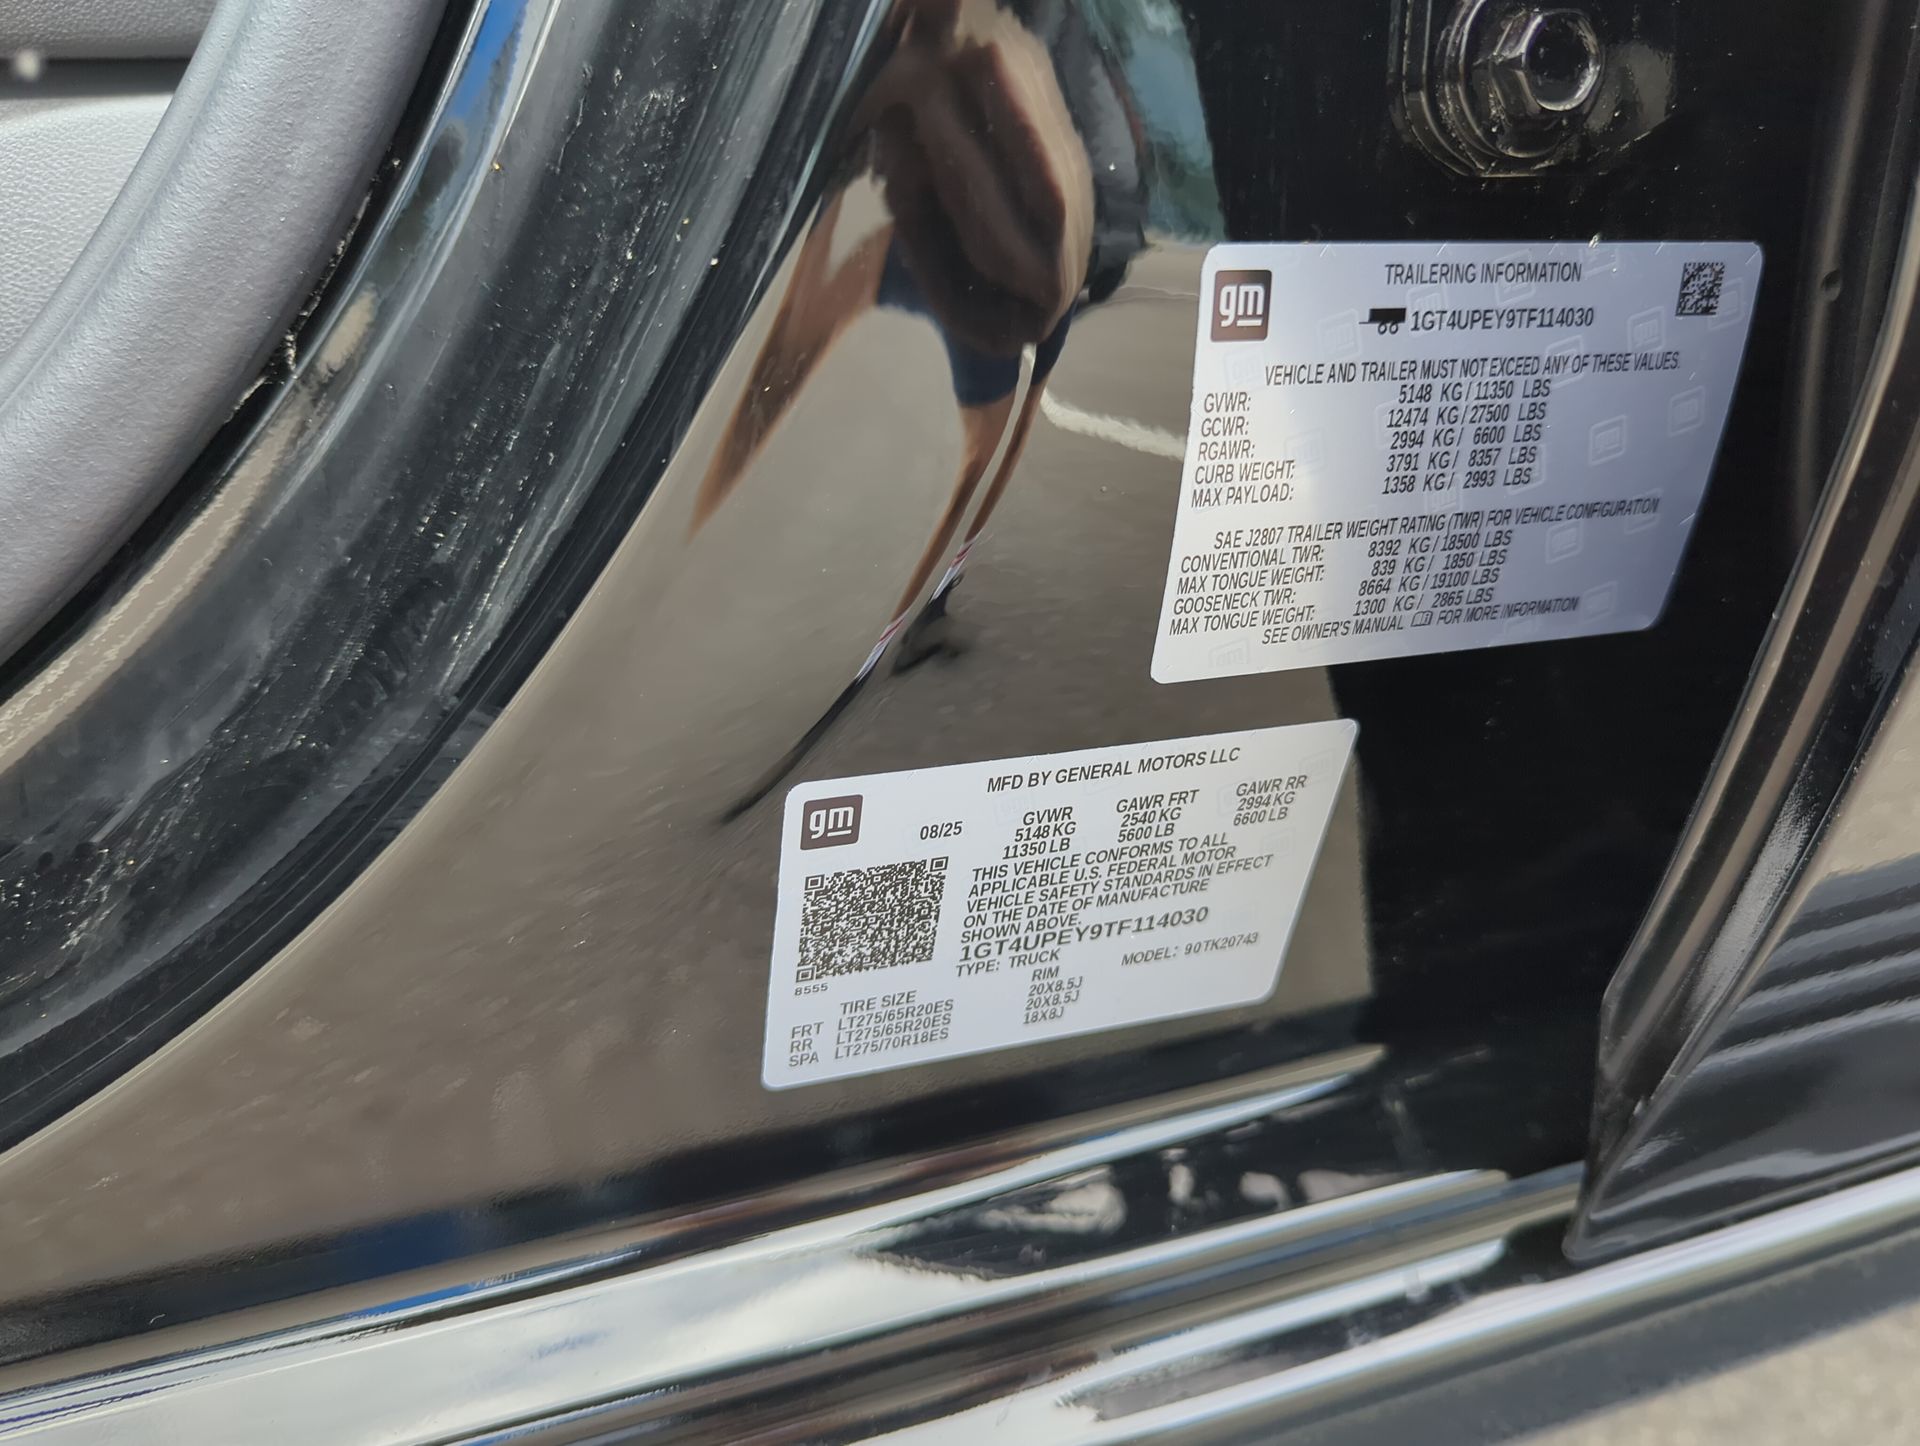 gm
TRAILERING INFORMATION
1GT4UPEY9TF114030
VEHICLE AND TRAILER MUST NOT EXCEED ANY OF THESE VALUES.
GVWR: 5148 KG / 11350 LBS
GCWR: 12474 KG / 27500 LBS
RGAWR: 2994 KG / 6600 LBS
CURB WEIGHT: 3791 KG / 8357 LBS
MAX PAYLOAD: 1358 KG / 2993 LBS
SAE J2807 TRAILER WEIGHT RATING (TWR) FOR VEHICLE CONFIGURATION
CONVENTIONAL TWR: 8392 KG / 18500 LBS
MAX TONGUE WEIGHT: 839 KG / 1850 LBS
GOOSENECK TWR: 8664 KG / 19100 LBS
MAX TONGUE WEIGHT: 1300 KG / 2865 LBS
SEE OWNER'S MANUAL FOR MORE INFORMATION
gm
MFD BY GENERAL MOTORS LLC
08/25 GVWR GAWR FRT GAWR RR
5148 KG 2540 KG 2994 KG
11350 LB 5600 LB 6600 LB
THIS VEHICLE CONFORMS TO ALL
APPLICABLE U.S. FEDERAL MOTOR
VEHICLE SAFETY STANDARDS IN EFFECT
ON THE DATE OF MANUFACTURE
SHOWN ABOVE.
1GT4UPEY9TF114030
TYPE: TRUCK MODEL: 90TK20743
8555
TIRE SIZE RIM
FRT LT275/65R20ES 20X8.5J
RR LT275/65R20ES 20X8.5J
SPA LT275/70R18ES 18X8J